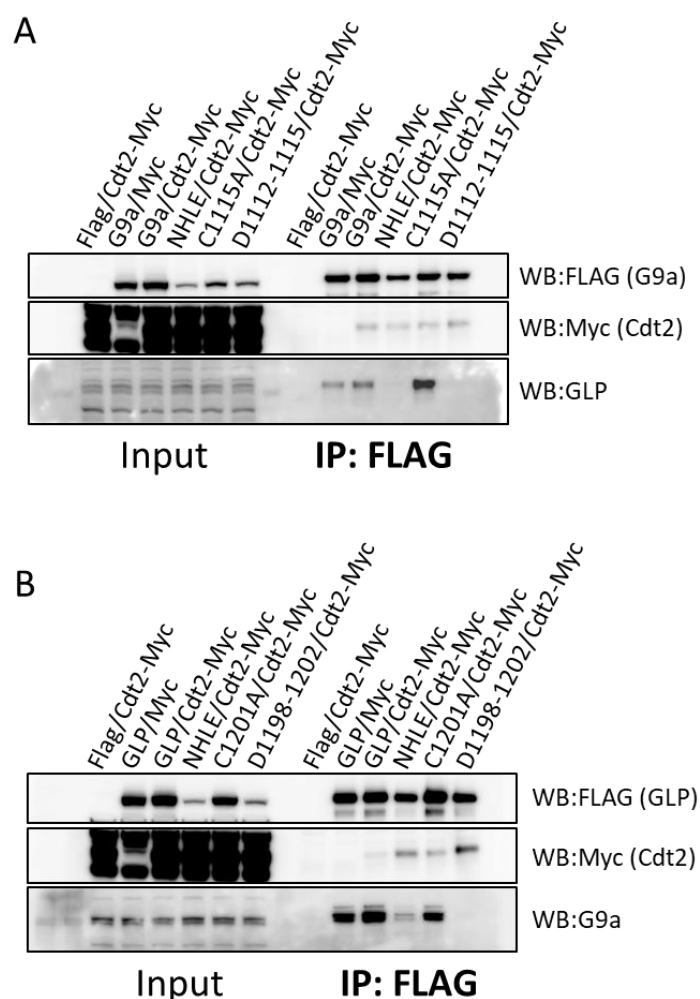 A
Flag/Cdt2-Myc
G9a/Myc
G9a/Cdt2-Myc
NHLE/Cdt2-Myc
C1115A/Cdt2-Myc
D1112-1115/Cdt2-Myc
Flag/Cdt2-Myc
G9a/Myc
G9a/Cdt2-Myc
NHLE/Cdt2-Myc
C1115A/Cdt2-Myc
D1112-1115/Cdt2-Myc
WB:FLAG (G9a)
WB:Myc (Cdt2)
WB:GLP
Input
IP: FLAG
B
Flag/Cdt2-Myc
GLP/Myc
GLP/Cdt2-Myc
NHLE/Cdt2-Myc
C1201A/Cdt2-Myc
D1198-1202/Cdt2-Myc
Flag/Cdt2-Myc
GLP/Myc
GLP/Cdt2-Myc
NHLE/Cdt2-Myc
C1201A/Cdt2-Myc
D1198-1202/Cdt2-Myc
WB:FLAG (GLP)
WB:Myc (Cdt2)
WB:G9a
Input
IP: FLAG